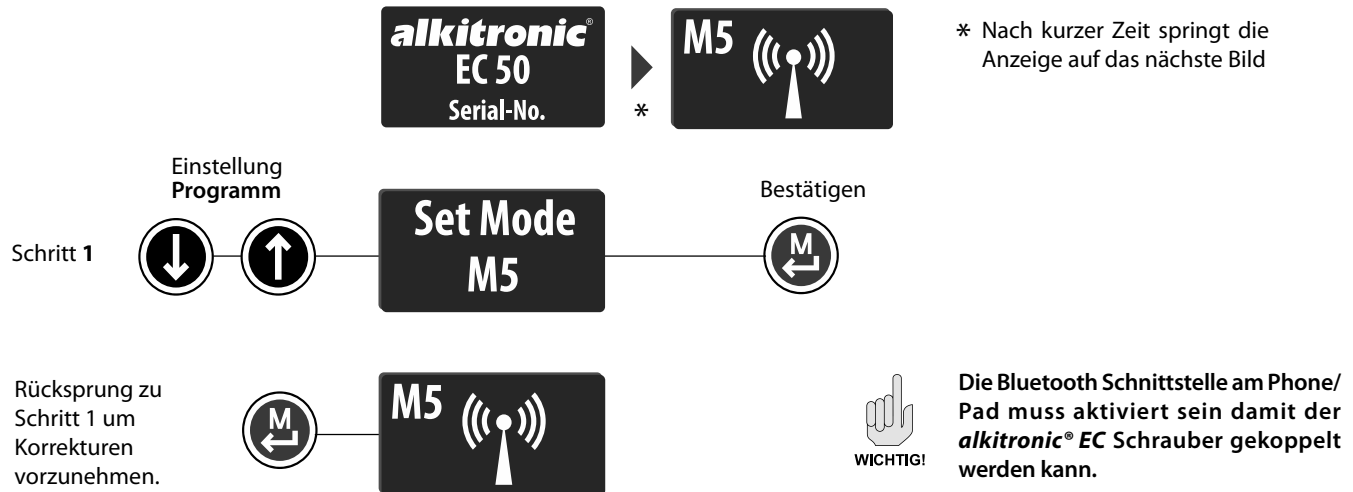 alkitronic®
EC 50
Serial-No.
*
M5
* Nach kurzer Zeit springt die
Anzeige auf das nächste Bild
Einstellung
Programm
Schritt 1
Set Mode
M5
Bestätigen
M
Rücksprung zu
Schritt 1 um
Korrekturen
vorzunehmen.
M
M5
WICHTIG!
Die Bluetooth Schnittstelle am Phone/
Pad muss aktiviert sein damit der
alkitronic® EC Schrauber gekoppelt
werden kann.